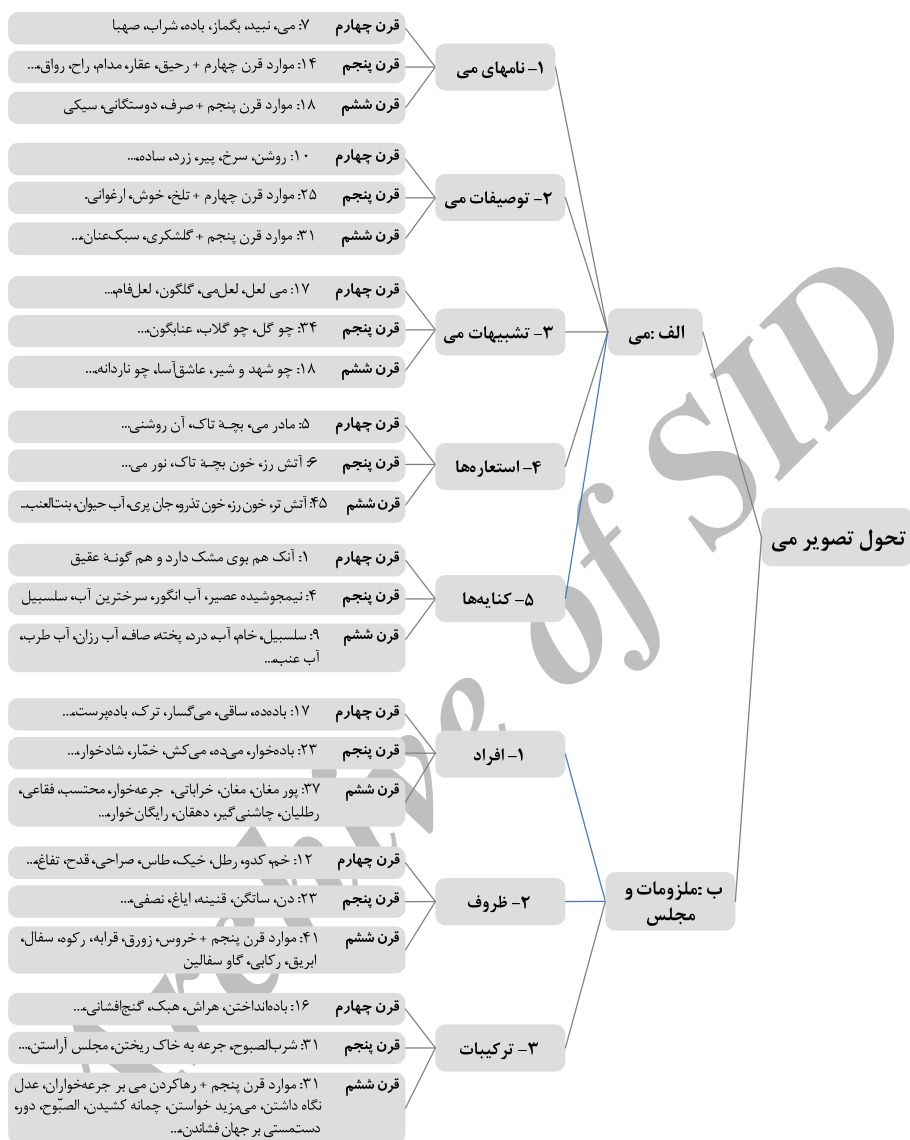 تحول تصویر می
الف :می
۱- نامهای می
قرن چهارم ۷: می، نبید، بگماز، باده، شراب، صهبا
قرن پنجم ۱۴: موارد قرن چهارم + رحیق، عقار، مدام، راح، رواق،...
قرن ششم ۱۸: موارد قرن پنجم + صرف، دوستگانی، سیکی
۲- توصیفات می
قرن چهارم ۱۰: روشن، سرخ، پیر، زرد، ساده،...
قرن پنجم ۲۵: موارد قرن چهارم + تلخ، خوش، ارغوانی.
قرن ششم ۳۱: موارد قرن پنجم + گلشکری، سبک‌عنان،...
۳- تشبیهات می
قرن چهارم ۱۷: می لعل، لعل‌می، گلگون، لعل‌فام،...
قرن پنجم ۳۴: چو گل، چو گلاب، عنابگون،...
قرن ششم ۱۸: چو شهد و شیر، عاشق‌آسا، چو ناردانه،...
۴- استعاره‌ها
قرن چهارم ۵: مادر می، بچـۀ تاک، آن روشنی...
قرن پنجم ۶: آتش رز، خون بچـۀ تاک، نور می...
قرن ششم ۴۵: آتش تر، خون رز، خون تذرو، جان پری، آب حیوان، بنت‌العنب...
۵- کنایه‌ها
قرن چهارم ۱: آنک هم بوی مشک دارد و هم گونـۀ عقیق
قرن پنجم ۴: نیم‌جوشیده عصیر، آب انگور، سرخ‌ترین آب، سلسبیل
قرن ششم ۹: سلسبیل، خام، آب، درد، پخته، صاف، آب رزان، آب طرب،
آب عنب،...
ب :ملزومات و
مجلس
۱- افراد
قرن چهارم ۱۷: باده‌ده، ساقی، می‌گسار، ترک، باده‌پرست،...
قرن پنجم ۲۳: باده‌خوار، می‌ده، می‌کش، خمّار، شادخوار،...
قرن ششم ۳۷: پور مغان، مغان، خراباتی، جرعه‌خوار، محتسب، فقاعی،
رطلیان، چاشنی‌گیر، دهقان، رایگان‌خوار،...
۲- ظروف
قرن چهارم ۱۲: خم، کدو، رطل، خیک، طاس، صراحی، قدح، تفاغ،...
قرن پنجم ۲۳: دن، ساتگن، قنینه، ایاغ، نصفی،...
قرن ششم ۴۱: موارد قرن پنجم + خروس، زورق، قرابه، رکوه، سفال،
ابریق، رکابی، گاو سفالین
۳- ترکیبات
قرن چهارم ۱۶: باده‌انداختن، هراش، هبک، گنج‌افشانی،...
قرن پنجم ۳۱: شرب‌الصبوح، جرعه به خاک ریختن، مجلس آراستن،...
قرن ششم ۳۱: موارد قرن پنجم + رهاکردن می بر جرعه‌خواران، عدل
نگاه داشتن، می‌مزید خواستن، چمانه کشیدن، الصبّوح، دور،
دست‌مستی بر جهان فشاندن،...
Archive of SID